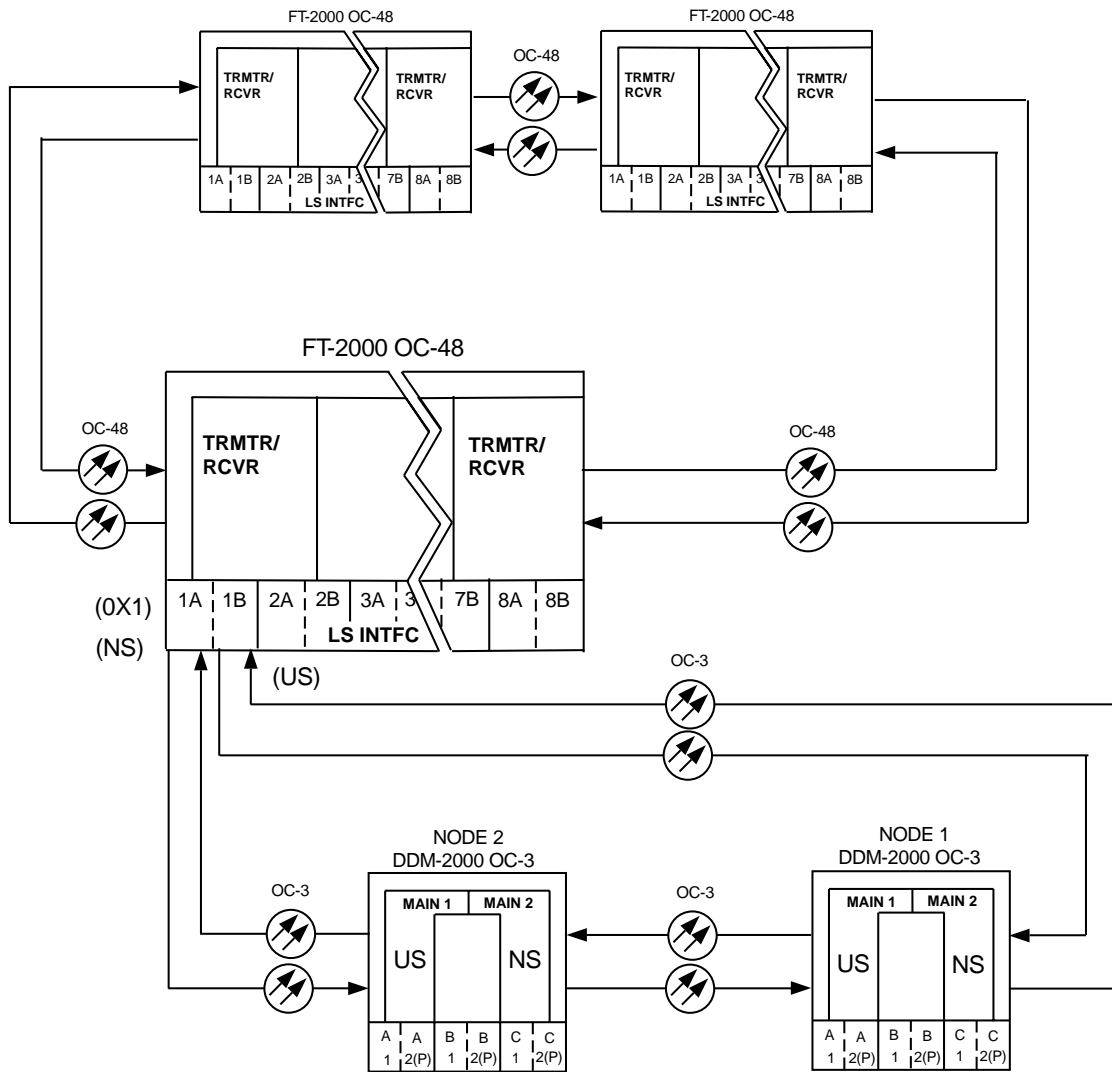 FT-2000 OC-48
FT-2000 OC-48
OC-48
TRMTR/
RCVR
TRMTR/
RCVR
TRMTR/
RCVR
TRMTR/
RCVR
1A 1B 2A 2B 3A 3 7B 8A 8B
LS INTFC
1A 1B 2A 2B 3A 3 7B 8A 8B
LS INTFC
FT-2000 OC-48
OC-48
OC-48
TRMTR/
RCVR
TRMTR/
RCVR
(0X1)
1A 1B 2A 2B 3A 3 7B 8A 8B
(NS)
LS INTFC
(US)
OC-3
NODE 2
DDM-2000 OC-3
NODE 1
DDM-2000 OC-3
OC-3
OC-3
MAIN 1 MAIN 2
US NS
MAIN 1 MAIN 2
US NS
A A B B C C
1 2(P) 1 2(P) 1 2(P)
A A B B C C
1 2(P) 1 2(P) 1 2(P)